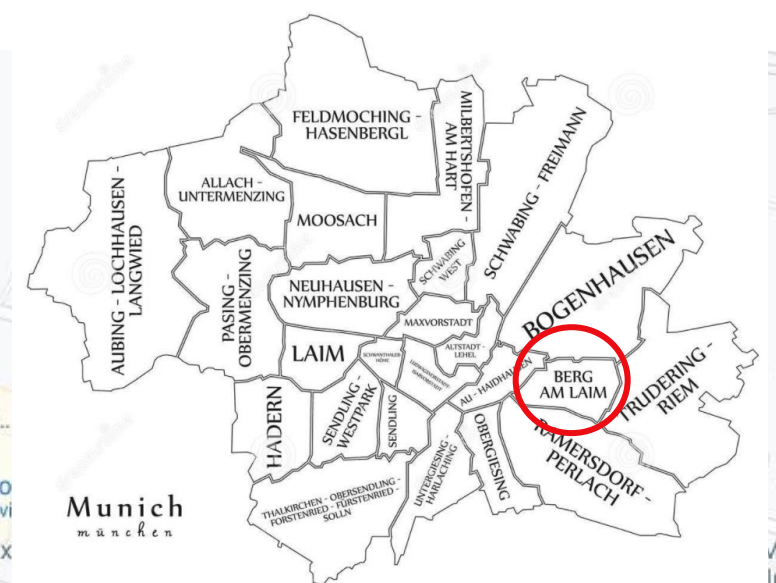 FELDMOCHING -
HASENBERGL
MILBERTSHOFEN -
AM HART
SCHWABING - FREIMANN
ALLACH -
UNTERMENZING
MOOSACH
AUBING - LOCHHAUSEN -
LANGWIED
PASING -
OBERMENZING
NEUHAUSEN -
NYMPHENBURG
SCHWABING
WEST
BOGENHAUSEN
MAXVORSTADT
LAIM
SCHWANTHALER
HÖHE
LUDWIGSVORSTADT-
ISARVORSTADT
ALTSTADT -
LEHEL
AU - HAIDHAUSEN
BERG
AM LAIM
TRUDERING -
RIEM
HADERN
SENDLING -
WESTPARK
SENDLING
UNTERGIESING -
HARLACHING
OBERGIESING
RAMERSDORF -
PERLACH
THALKIRCHEN - OBERSENDLING -
FORSTENRIED - FÜRSTENRIED -
SOLLN
Munich
münchen